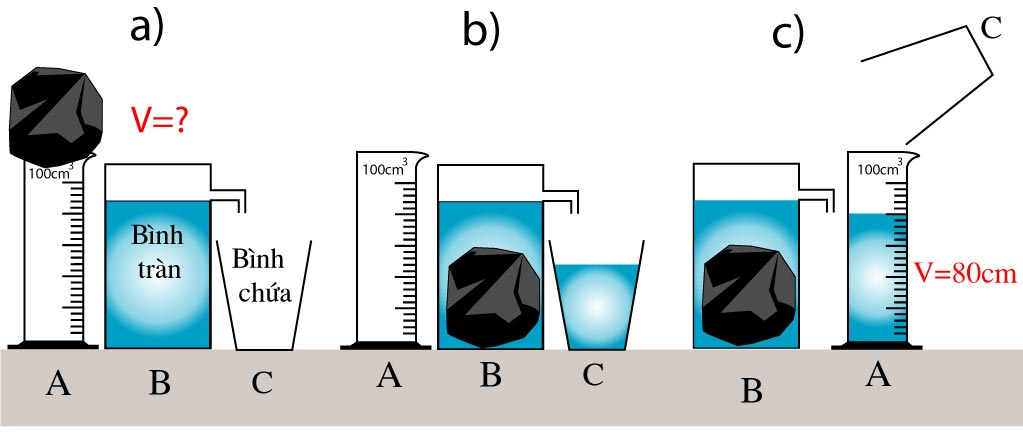 a)
b)
c)
C
V=?
100cm³
100cm³
100cm³
Bình
tràn
Bình
chứa
V=80cm
A
B
C
A
B
C
B
A